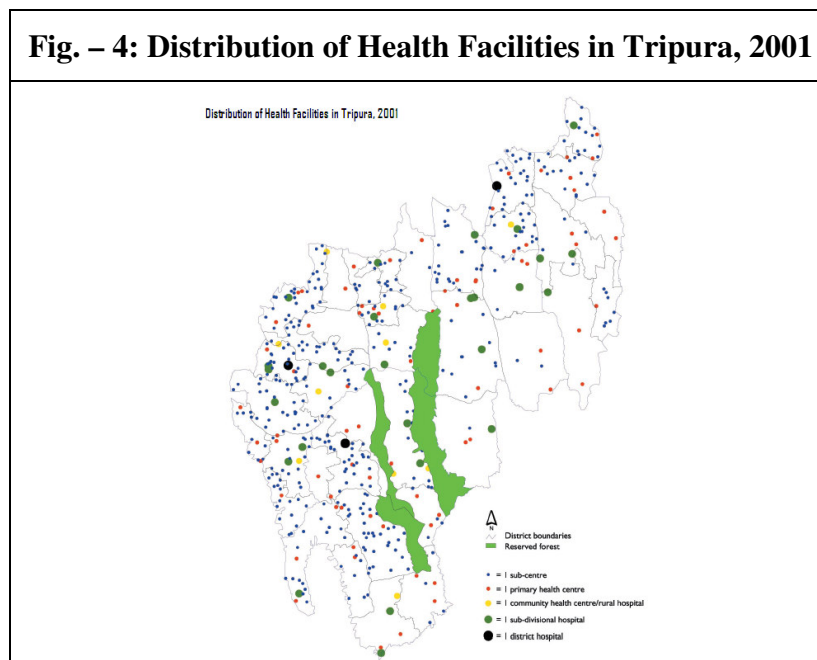 Fig. – 4: Distribution of Health Facilities in Tripura, 2001
Distribution of Health Facilities in Tripura, 2001
N
District boundaries
Reserved forest
= 1 sub-centre
= 1 primary health centre
= 1 community health centre/rural hospital
= 1 sub-divisional hospital
= 1 district hospital